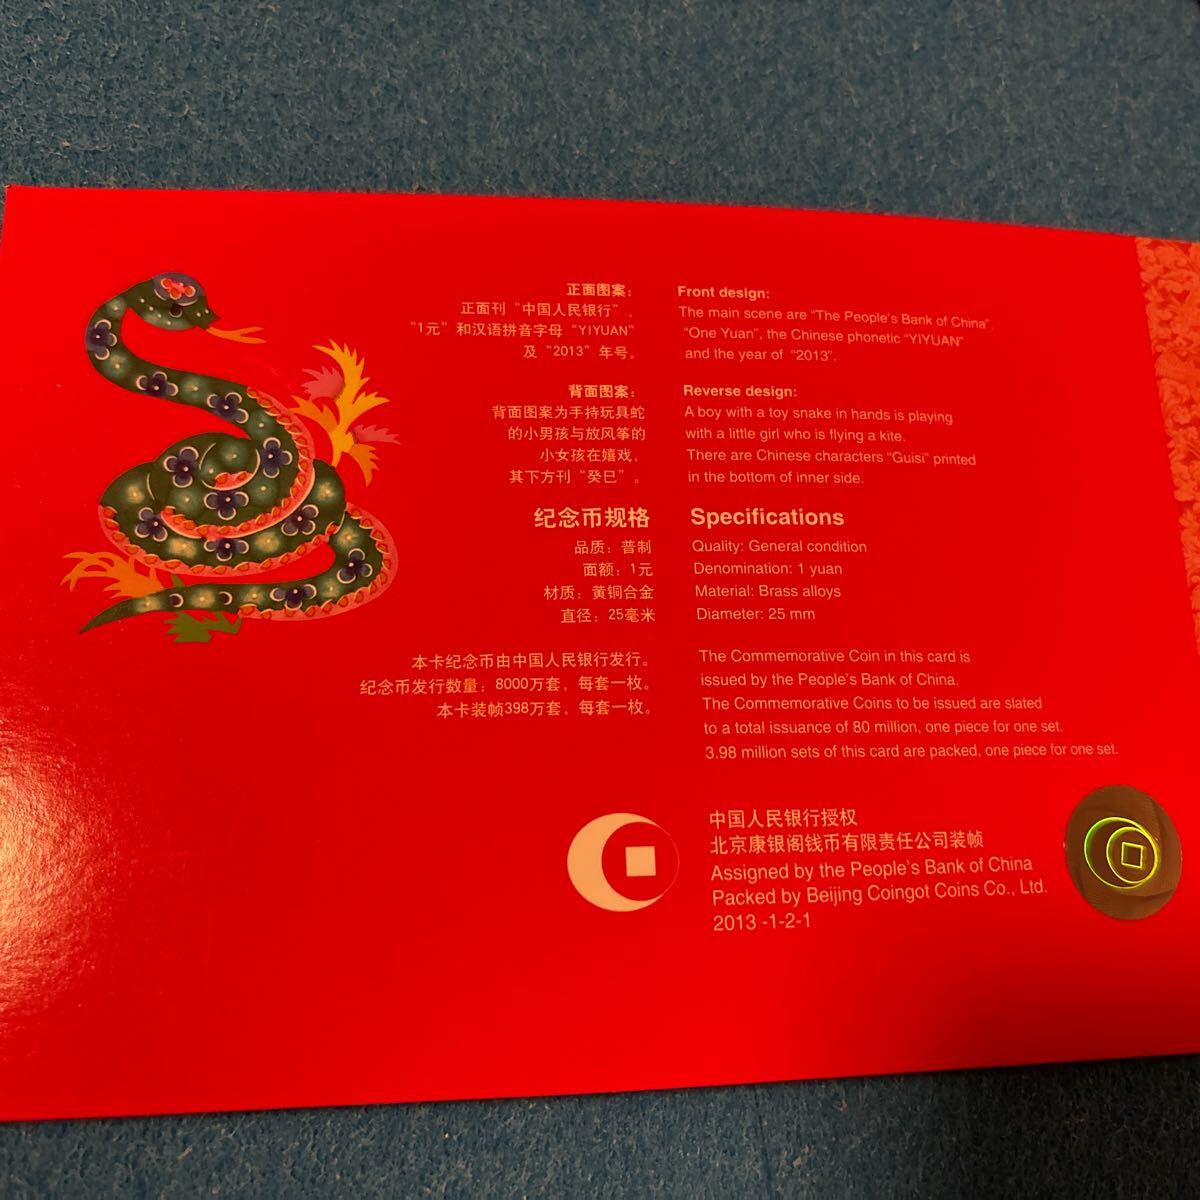 正面图案：
正面刊“中国人民银行”、
“1元”和汉语拼音字母“YIYUAN”
及“2013”年号。
背面图案：
背面图案为手持玩具蛇
的小男孩与放风筝的
小女孩在嬉戏，
其下方刊“癸巳”。
纪念币规格
品质：普制
面额：1元
材质：黄铜合金
直径：25毫米
本卡纪念币由中国人民银行发行。
纪念币发行数量：8000万套，每套一枚。
本卡装帧398万套，每套一枚。
Front design:
The main scene are “The People's Bank of China”,
“One Yuan”, the Chinese phonetic “YIYUAN”
and the year of “2013”.
Reverse design:
A boy with a toy snake in hands is playing
with a little girl who is flying a kite.
There are Chinese characters “Guisi” printed
in the bottom of inner side.
Specifications
Quality: General condition
Denomination: 1 yuan
Material: Brass alloys
Diameter: 25 mm
The Commemorative Coin in this card is
issued by the People's Bank of China.
The Commemorative Coins to be issued are slated
to a total issuance of 80 million, one piece for one set.
3.98 million sets of this card are packed, one piece for one set.
中国人民银行授权
北京康银阁钱币有限责任公司装帧
Assigned by the People's Bank of China
Packed by Beijing Coingot Coins Co., Ltd.
2013 -1-2-1